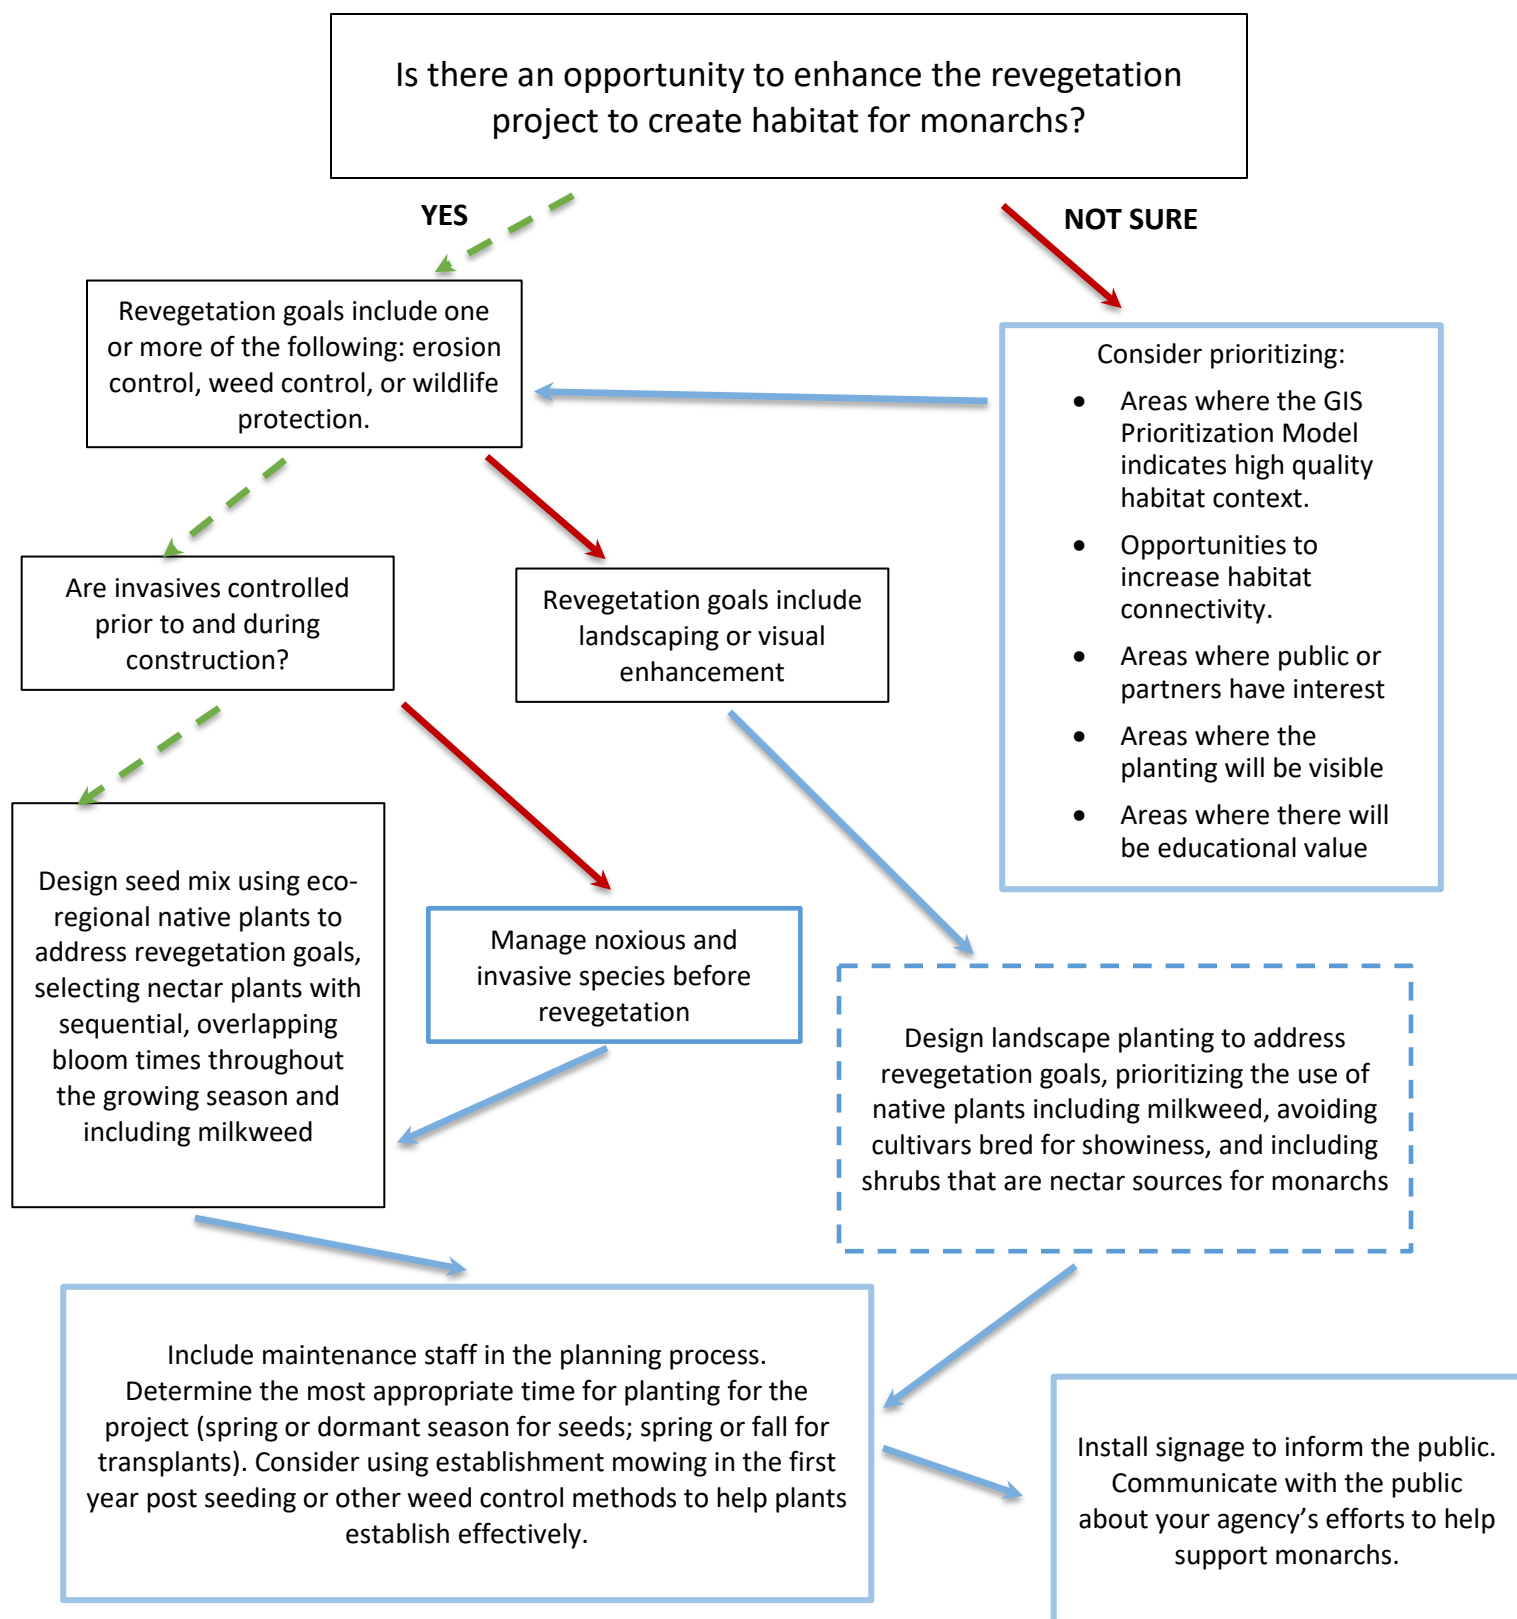 Is there an opportunity to enhance the revegetation
project to create habitat for monarchs?
YES
NOT SURE
Revegetation goals include one
or more of the following: erosion
control, weed control, or wildlife
protection.
Consider prioritizing:
• Areas where the GIS
Prioritization Model
indicates high quality
habitat context.
• Opportunities to
increase habitat
connectivity.
• Areas where public or
partners have interest
• Areas where the
planting will be visible
• Areas where there will
be educational value
Are invasives controlled
prior to and during
construction?
Revegetation goals include
landscaping or visual
enhancement
Design seed mix using eco-
regional native plants to
address revegetation goals,
selecting nectar plants with
sequential, overlapping
bloom times throughout
the growing season and
including milkweed
Manage noxious and
invasive species before
revegetation
Design landscape planting to address
revegetation goals, prioritizing the use of
native plants including milkweed, avoiding
cultivars bred for showiness, and including
shrubs that are nectar sources for monarchs
Include maintenance staff in the planning process.
Determine the most appropriate time for planting for the
project (spring or dormant season for seeds; spring or fall for
transplants). Consider using establishment mowing in the first
year post seeding or other weed control methods to help plants
establish effectively.
Install signage to inform the public.
Communicate with the public
about your agency’s efforts to help
support monarchs.